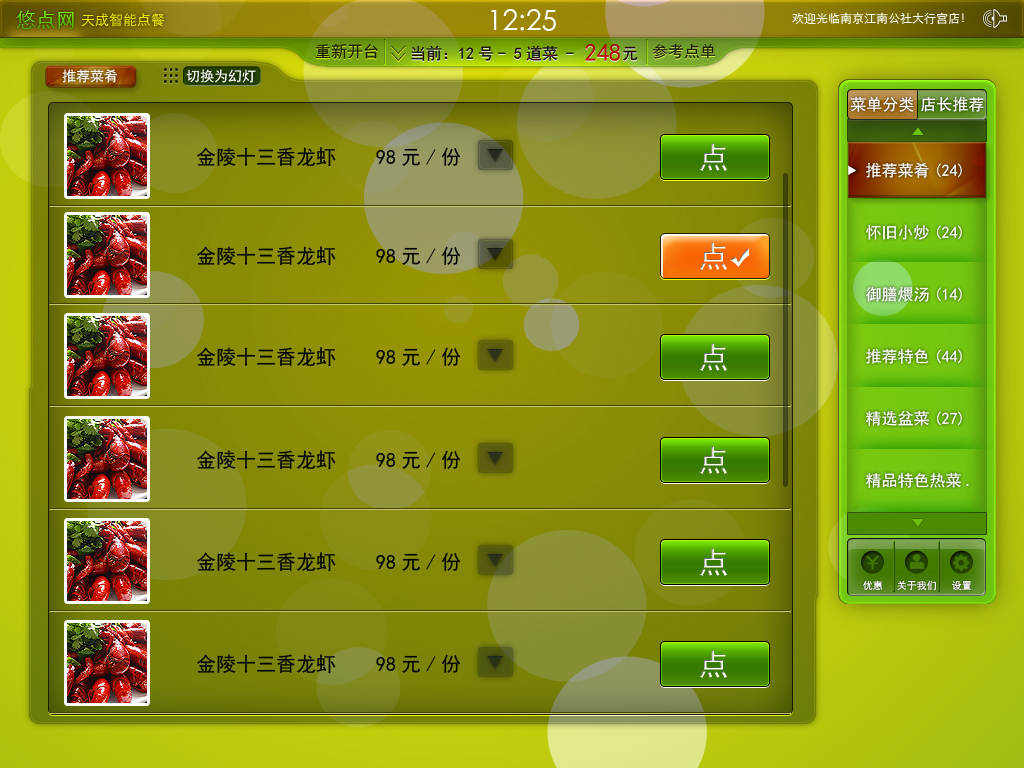 悠点网 天成智能点餐
12:25
欢迎光临南京江南公社大行宫店!
重新开台 当前: 12 号 - 5 道菜 - 248元 参考点单
推荐菜肴 切换为幻灯
金陵十三香龙虾 98 元 / 份 点
金陵十三香龙虾 98 元 / 份 点
金陵十三香龙虾 98 元 / 份 点
金陵十三香龙虾 98 元 / 份 点
金陵十三香龙虾 98 元 / 份 点
金陵十三香龙虾 98 元 / 份 点
菜单分类 店长推荐
推荐菜肴 (24)
怀旧小炒 (24)
御膳煨汤 (14)
推荐特色 (44)
精选盆菜 (27)
精品特色热菜 .
优惠 关于我们 设置